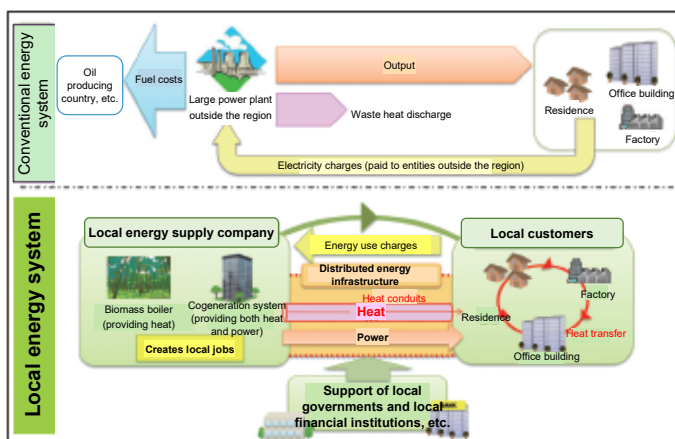 Conventional energy
system
Oil
producing
country, etc.
Fuel costs
Large power plant
outside the region
Output
Waste heat discharge
Residence
Office building
Factory
Electricity charges (paid to entities outside the region)
Local energy system
Local energy supply company
Energy use charges
Local customers
Distributed energy
infrastructure
Biomass boiler
(providing heat)
Cogeneration system
(providing both heat
and power)
Creates local jobs
Heat conduits
Heat
Power
Residence
Factory
Heat transfer
Office building
Support of local
governments and local
financial institutions, etc.
BANK